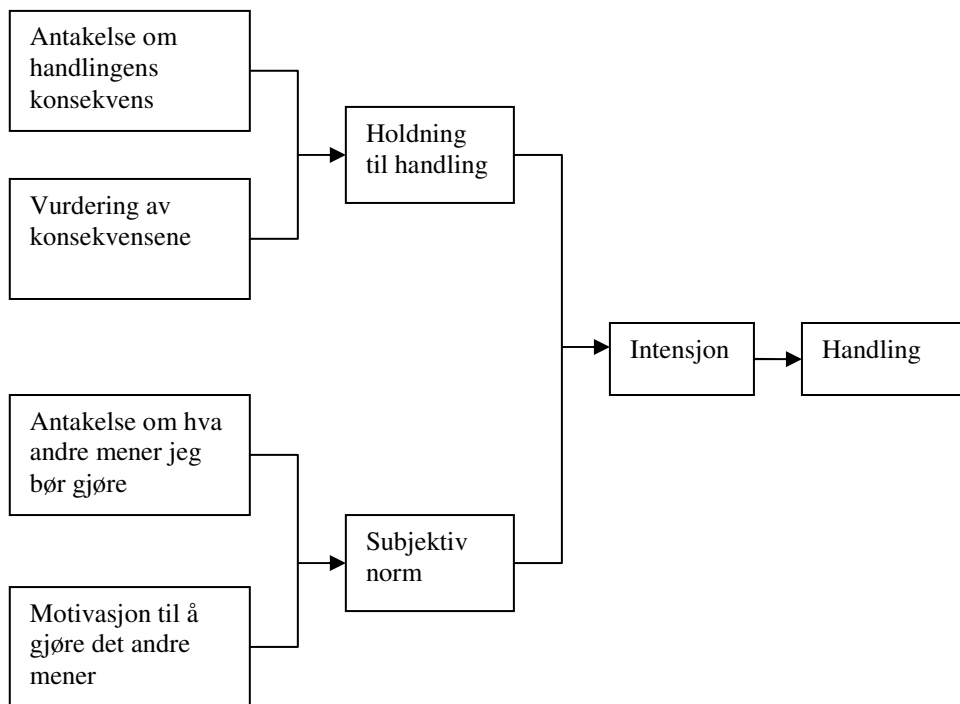 Antakelse om
handlingens
konsekvens
Vurdering av
konsekvensene
Holdning
til handling
Antakelse om hva
andre mener jeg
bør gjøre
Motivasjon til å
gjøre det andre
mener
Subjektiv
norm
Intensjon
Handling